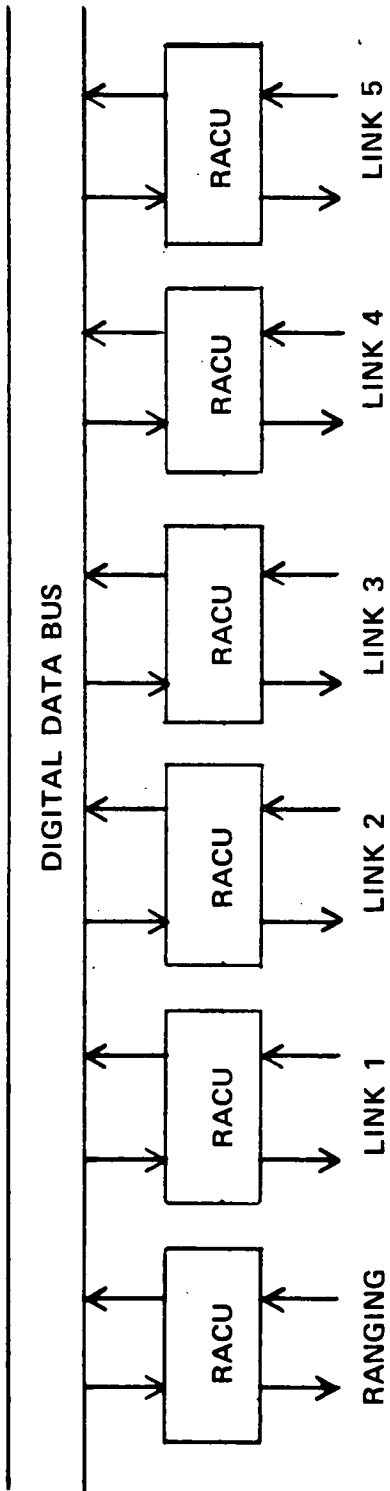 DIGITAL DATA BUS
RACU
RACU
RACU
RACU
RACU
RACU
RANGING
LINK 1
LINK 2
LINK 3
LINK 4
LINK 5